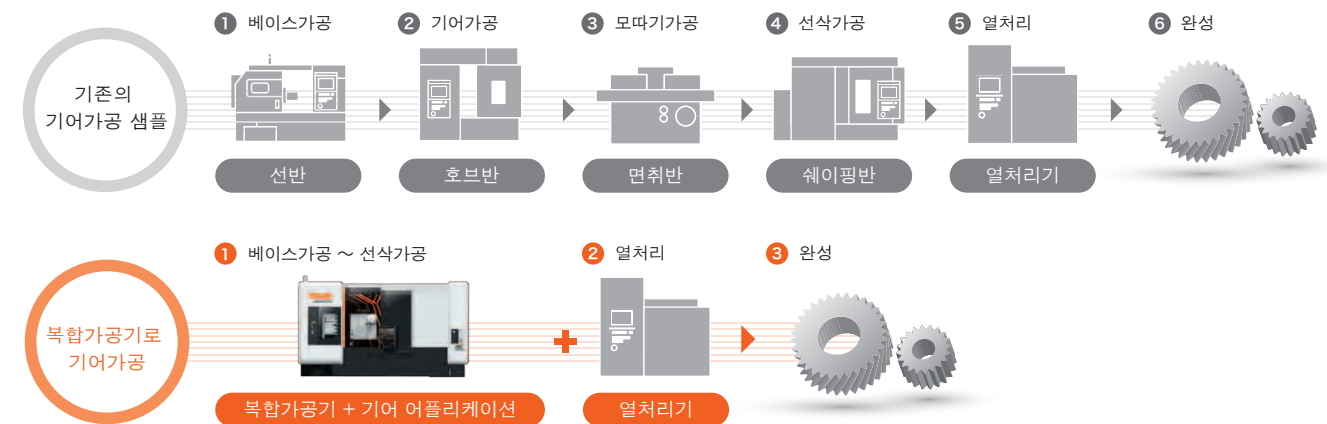 ❶ 베이스가공
❷ 기어가공
❸ 모따기가공
❹ 선삭가공
❺ 열처리
❻ 완성
기존의
기어가공 샘플
선반
호브반
면취반
쉐이핑반
열처리기
❶ 베이스가공 ～ 선삭가공
❷ 열처리
❸ 완성
복합가공기로
기어가공
복합가공기 + 기어 어플리케이션
열처리기